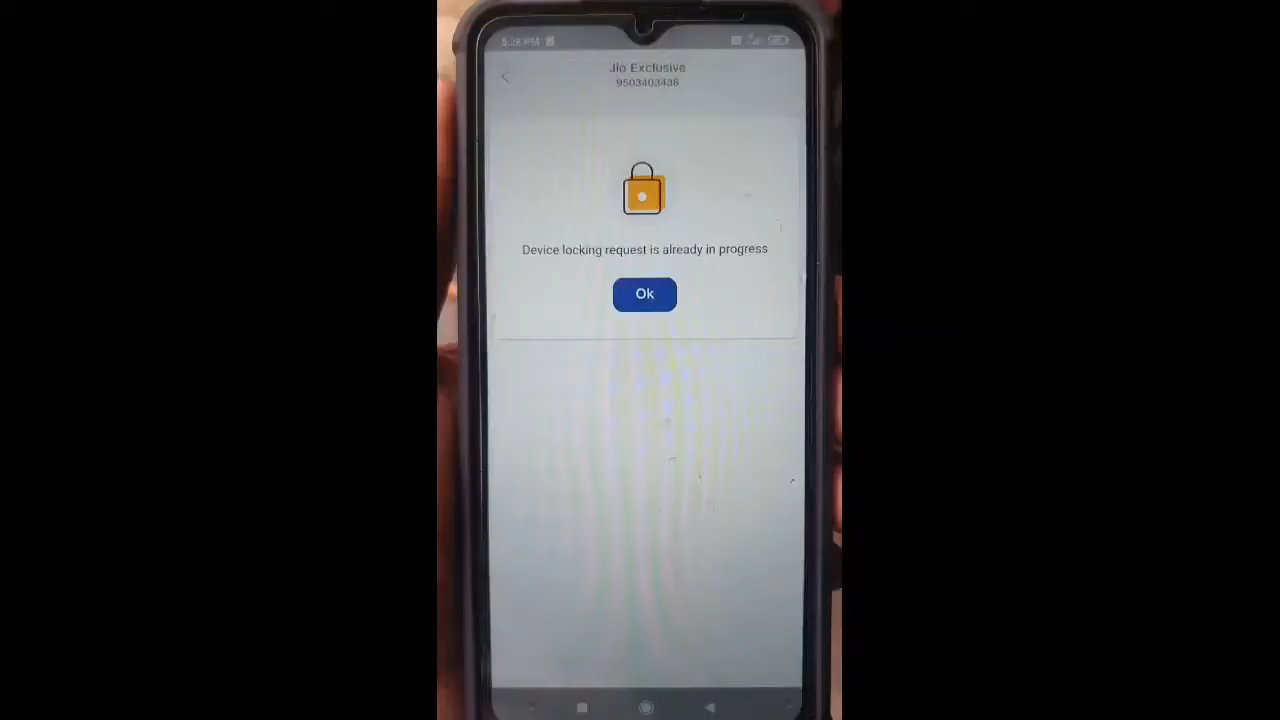 5:28 PM
Jio Exclusive
9503403436
Device locking request is already in progress
Ok